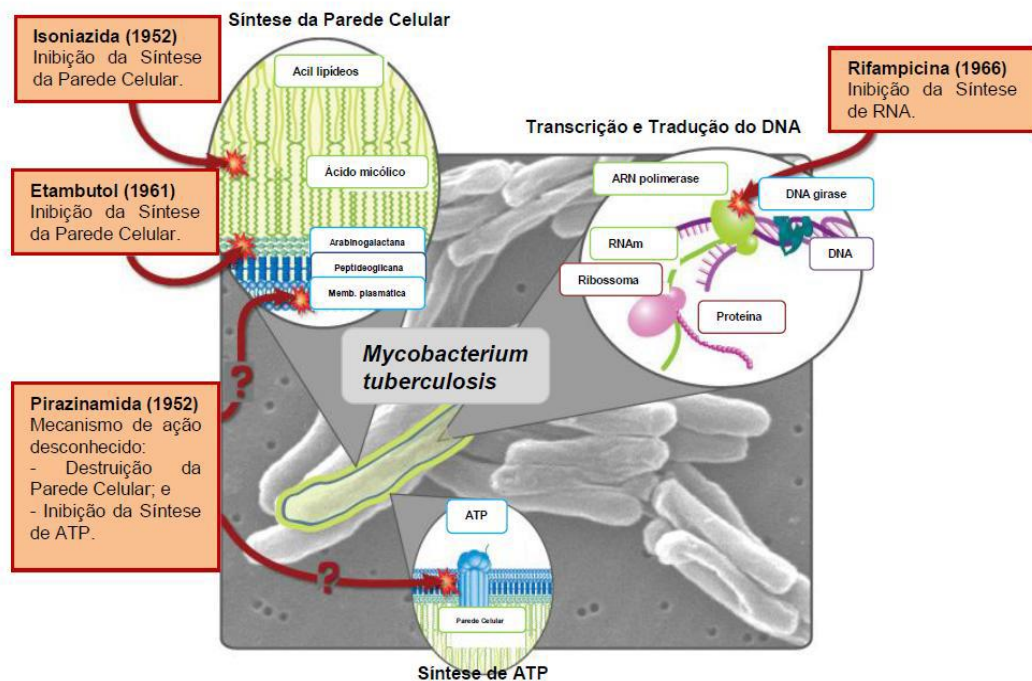 Síntese da Parede Celular
Isoniazida (1952)
Inibição da Síntese
da Parede Celular.
Acil lipídeos
Rifampicina (1966)
Inibição da Síntese
de RNA.
Transcrição e Tradução do DNA
Ácido micólico
ARN polimerase
DNA girase
Etambutol (1961)
Inibição da Síntese
da Parede Celular.
Arabinogalactana
Peptideoglicana
Memb. plasmática
RNAm
DNA
Ribossoma
Proteína
Mycobacterium
tuberculosis
?
Pirazinamida (1952)
Mecanismo de ação
desconhecido:
- Destruição da
Parede Celular; e
- Inibição da Síntese
de ATP.
ATP
?
Parede Celular
Síntese de ATP